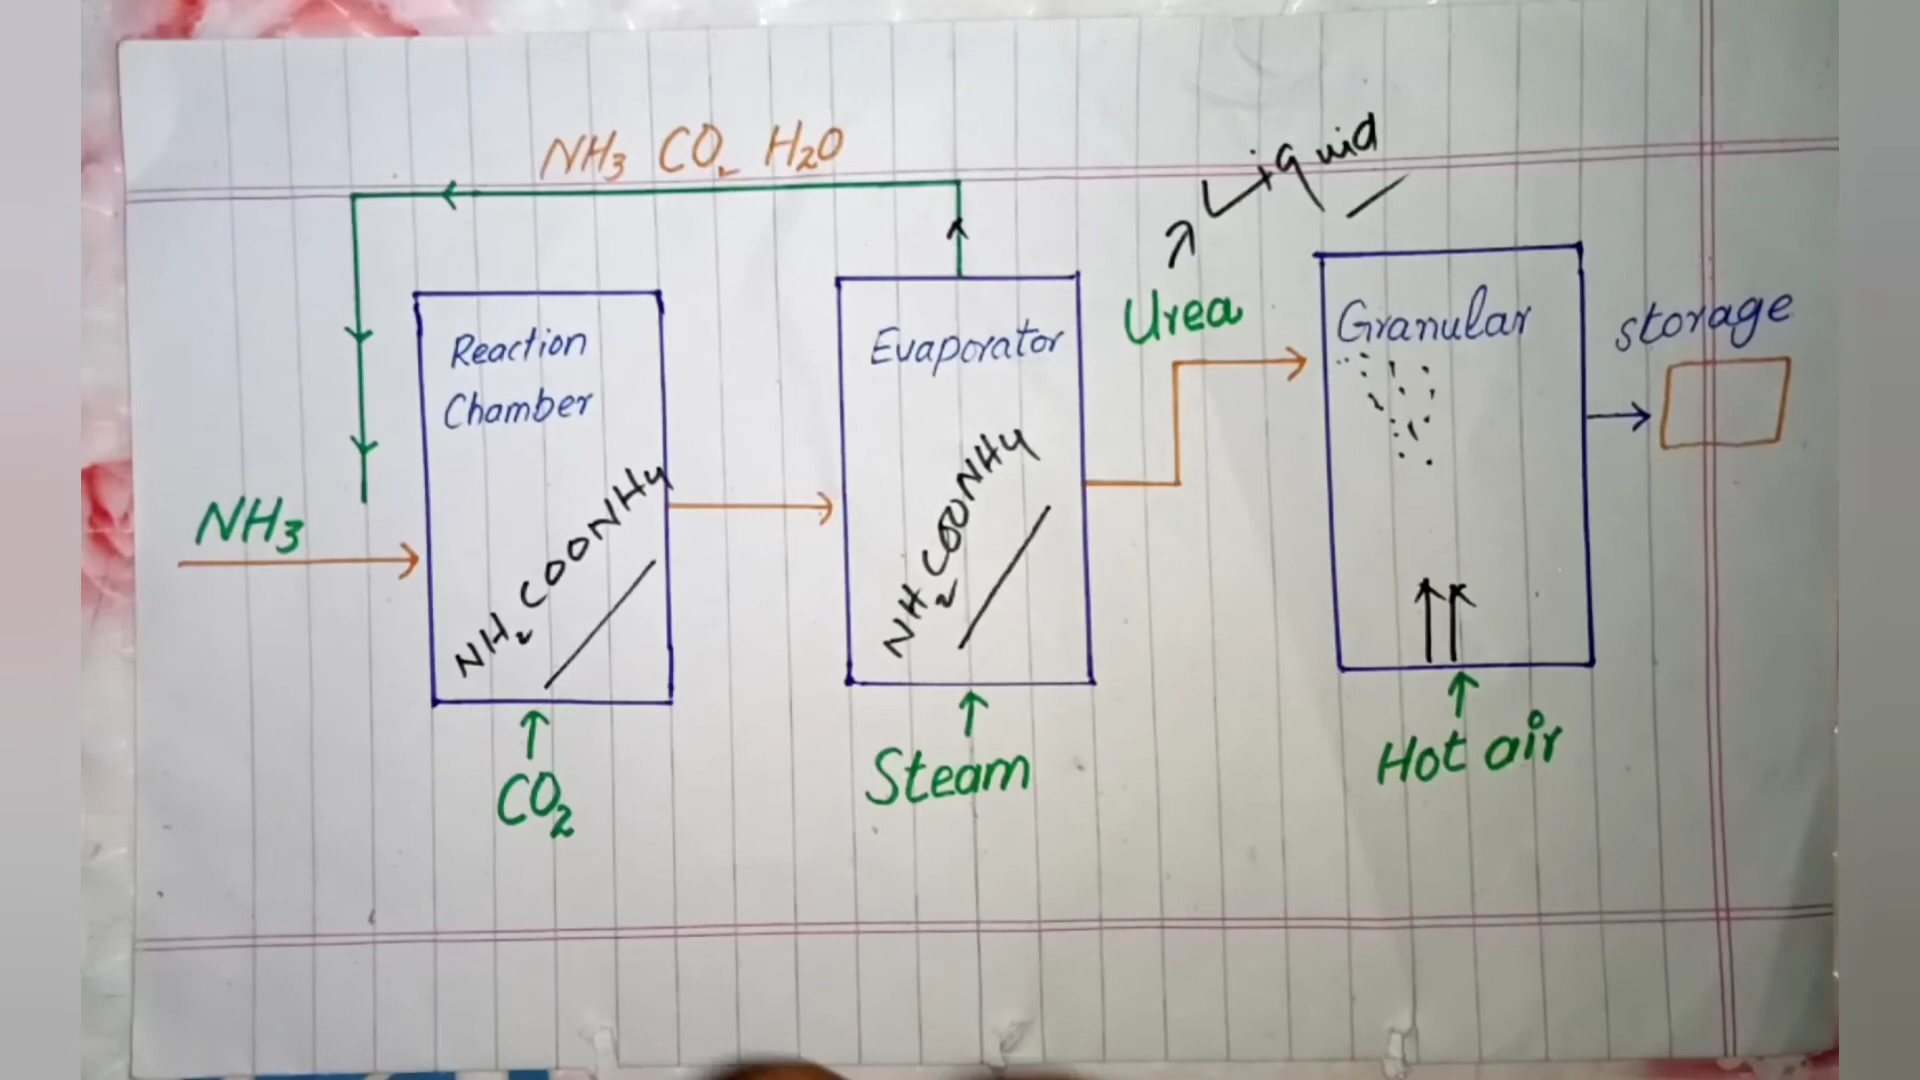 NH3 CO2 H2O
Liquid
Urea
Reaction
Chamber
Evaporator
Granular
storage
NH3
NH2COONH4
NH2COONH4
CO2
Steam
Hot air